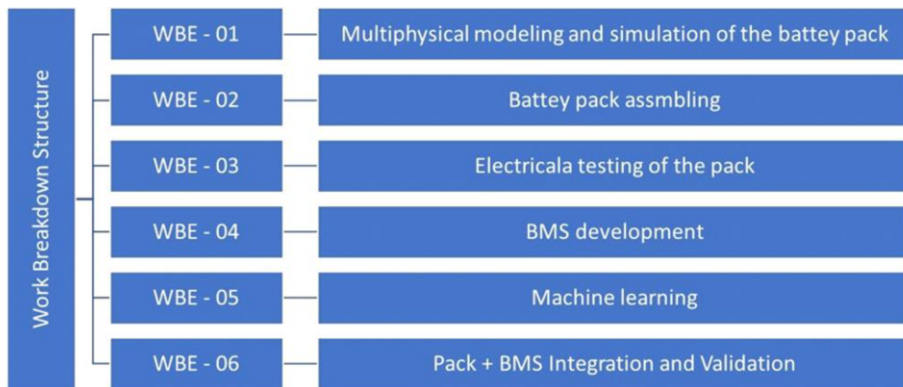 Work Breakdown Structure
WBE - 01
Multiphysical modeling and simulation of the battey pack
WBE - 02
Battey pack assmbling
WBE - 03
Electricala testing of the pack
WBE - 04
BMS development
WBE - 05
Machine learning
WBE - 06
Pack + BMS Integration and Validation